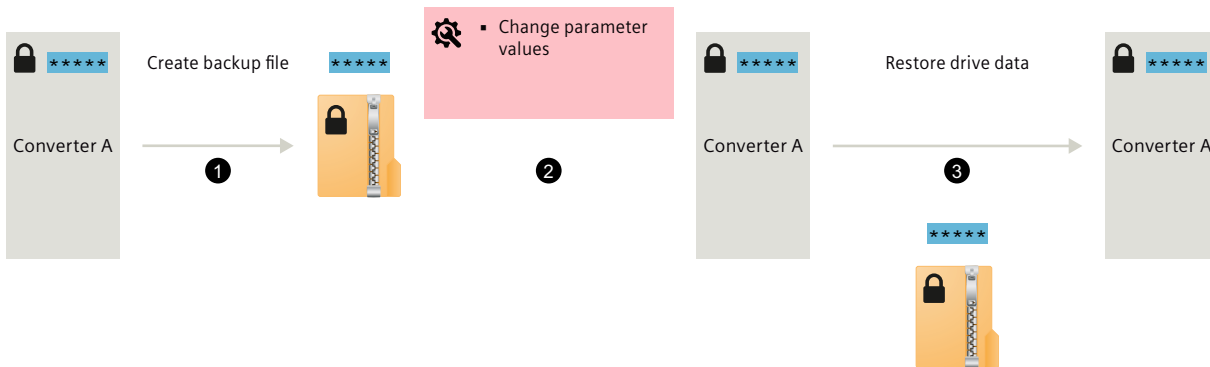 *****
Create backup file
*****
▪ Change parameter
values
*****
Restore drive data
*****
Converter A
Converter A
Converter A
1
2
3
*****